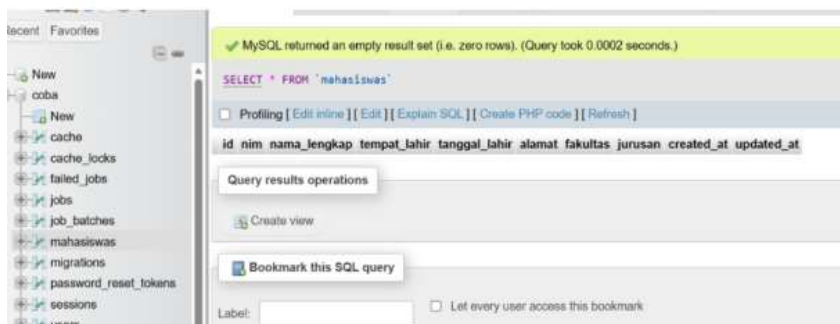 Recent Favorites
New
coba
New
cache
cache_locks
failed_jobs
jobs
job_batches
mahasiswas
migrations
password_reset_tokens
sessions
users
MySQL returned an empty result set (i.e. zero rows). (Query took 0.0002 seconds.)
SELECT * FROM `mahasiswas`
Profiling [ Edit inline ] [ Edit ] [ Explain SQL ] [ Create PHP code ] [ Refresh ]
id nim nama_lengkap tempat_lahir tanggal_lahir alamat fakultas jurusan created_at updated_at
Query results operations
Create view
Bookmark this SQL query
Label:
Let every user access this bookmark